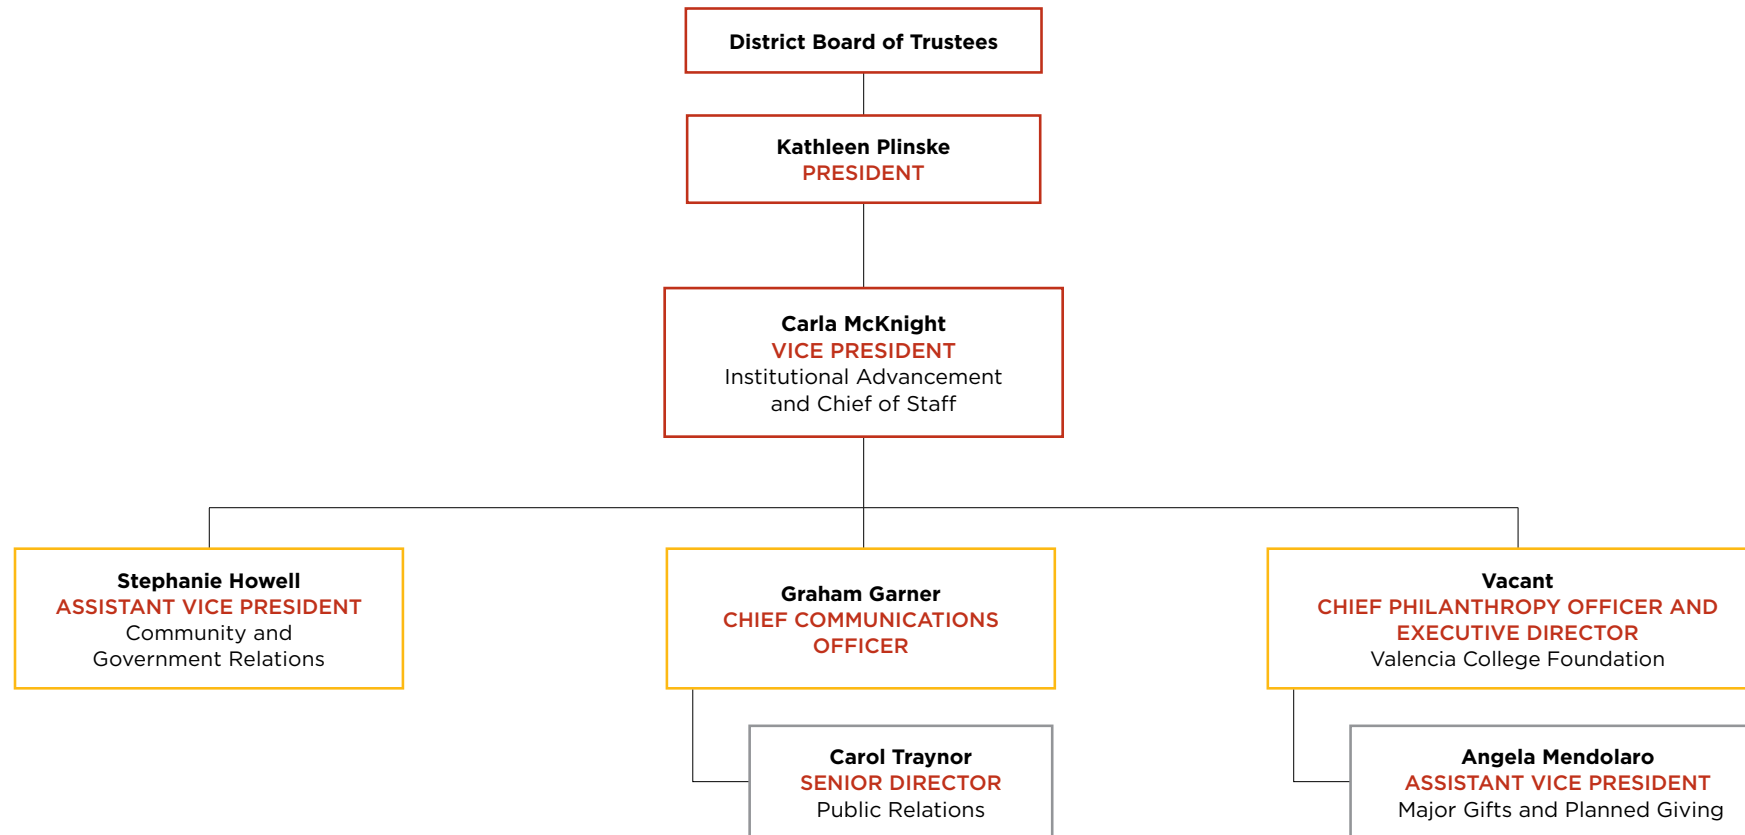 District Board of Trustees
Kathleen Plinske
PRESIDENT
Carla McKnight
VICE PRESIDENT
Institutional Advancement
and Chief of Staff
Stephanie Howell
ASSISTANT VICE PRESIDENT
Community and
Government Relations
Graham Garner
CHIEF COMMUNICATIONS
OFFICER
Vacant
CHIEF PHILANTHROPY OFFICER AND
EXECUTIVE DIRECTOR
Valencia College Foundation
Carol Traynor
SENIOR DIRECTOR
Public Relations
Angela Mendolaro
ASSISTANT VICE PRESIDENT
Major Gifts and Planned Giving